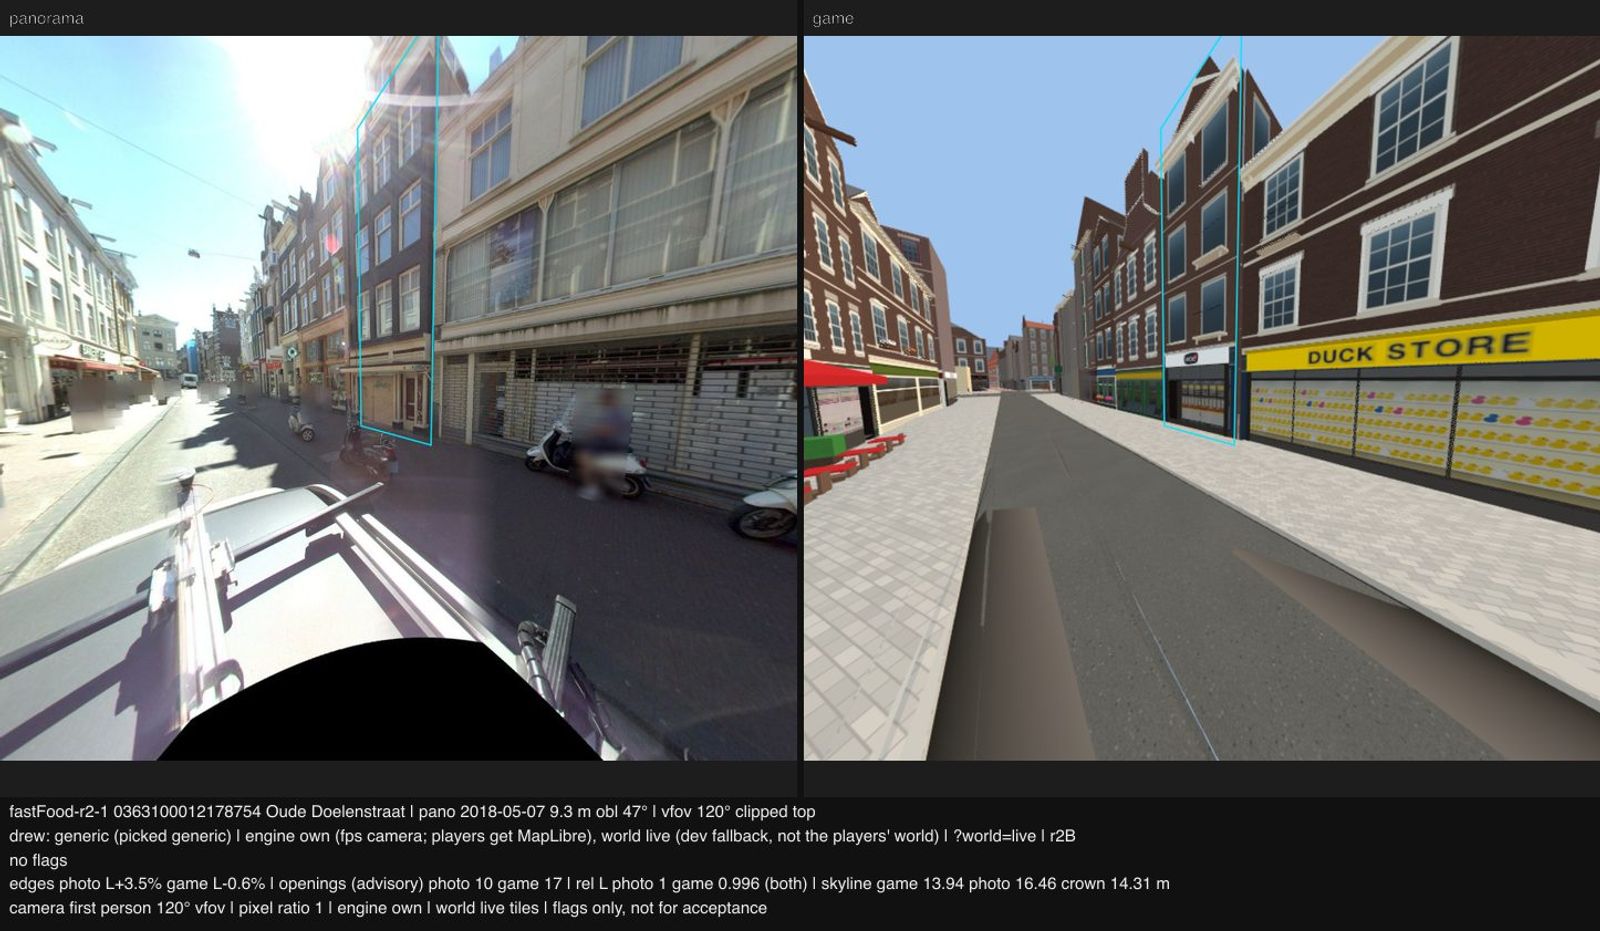 panorama
game
DUCK STORE
fastFood-r2-1 0363100012178754 Oude Doelenstraat | pano 2018-05-07 9.3 m obl 47° | vfov 120° clipped top
drew: generic (picked generic) | engine own (fps camera; players get MapLibre), world live (dev fallback, not the players' world) | ?world=live | r2B
no flags
edges photo L+3.5% game L-0.6% | openings (advisory) photo 10 game 17 | rel L photo 1 game 0.996 (both) | skyline game 13.94 photo 16.46 crown 14.31 m
camera first person 120° vfov | pixel ratio 1 | engine own | world live tiles | flags only, not for acceptance